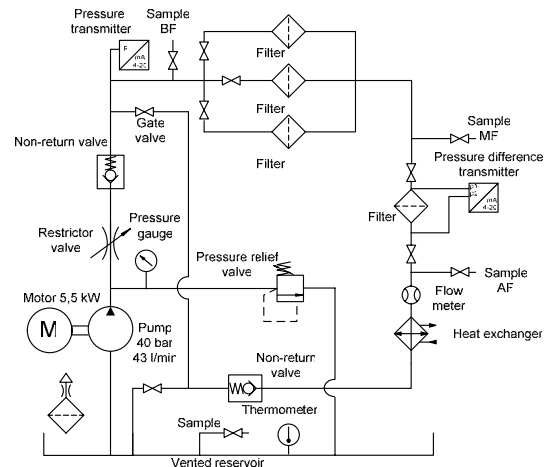 Pressure
transmitter
Sample
BF
P
mA
4-20
Filter
Filter
Filter
Gate
valve
Non-return valve
Sample
MF
Pressure difference
transmitter
mA
4-20
Filter
Pressure
gauge
Restrictor
valve
Pressure relief
valve
Sample
AF
Flow
meter
Motor 5,5 kW
M
Pump
40 bar
43 l/min
Heat exchanger
Non-return
valve
Thermometer
Sample
Vented reservoir